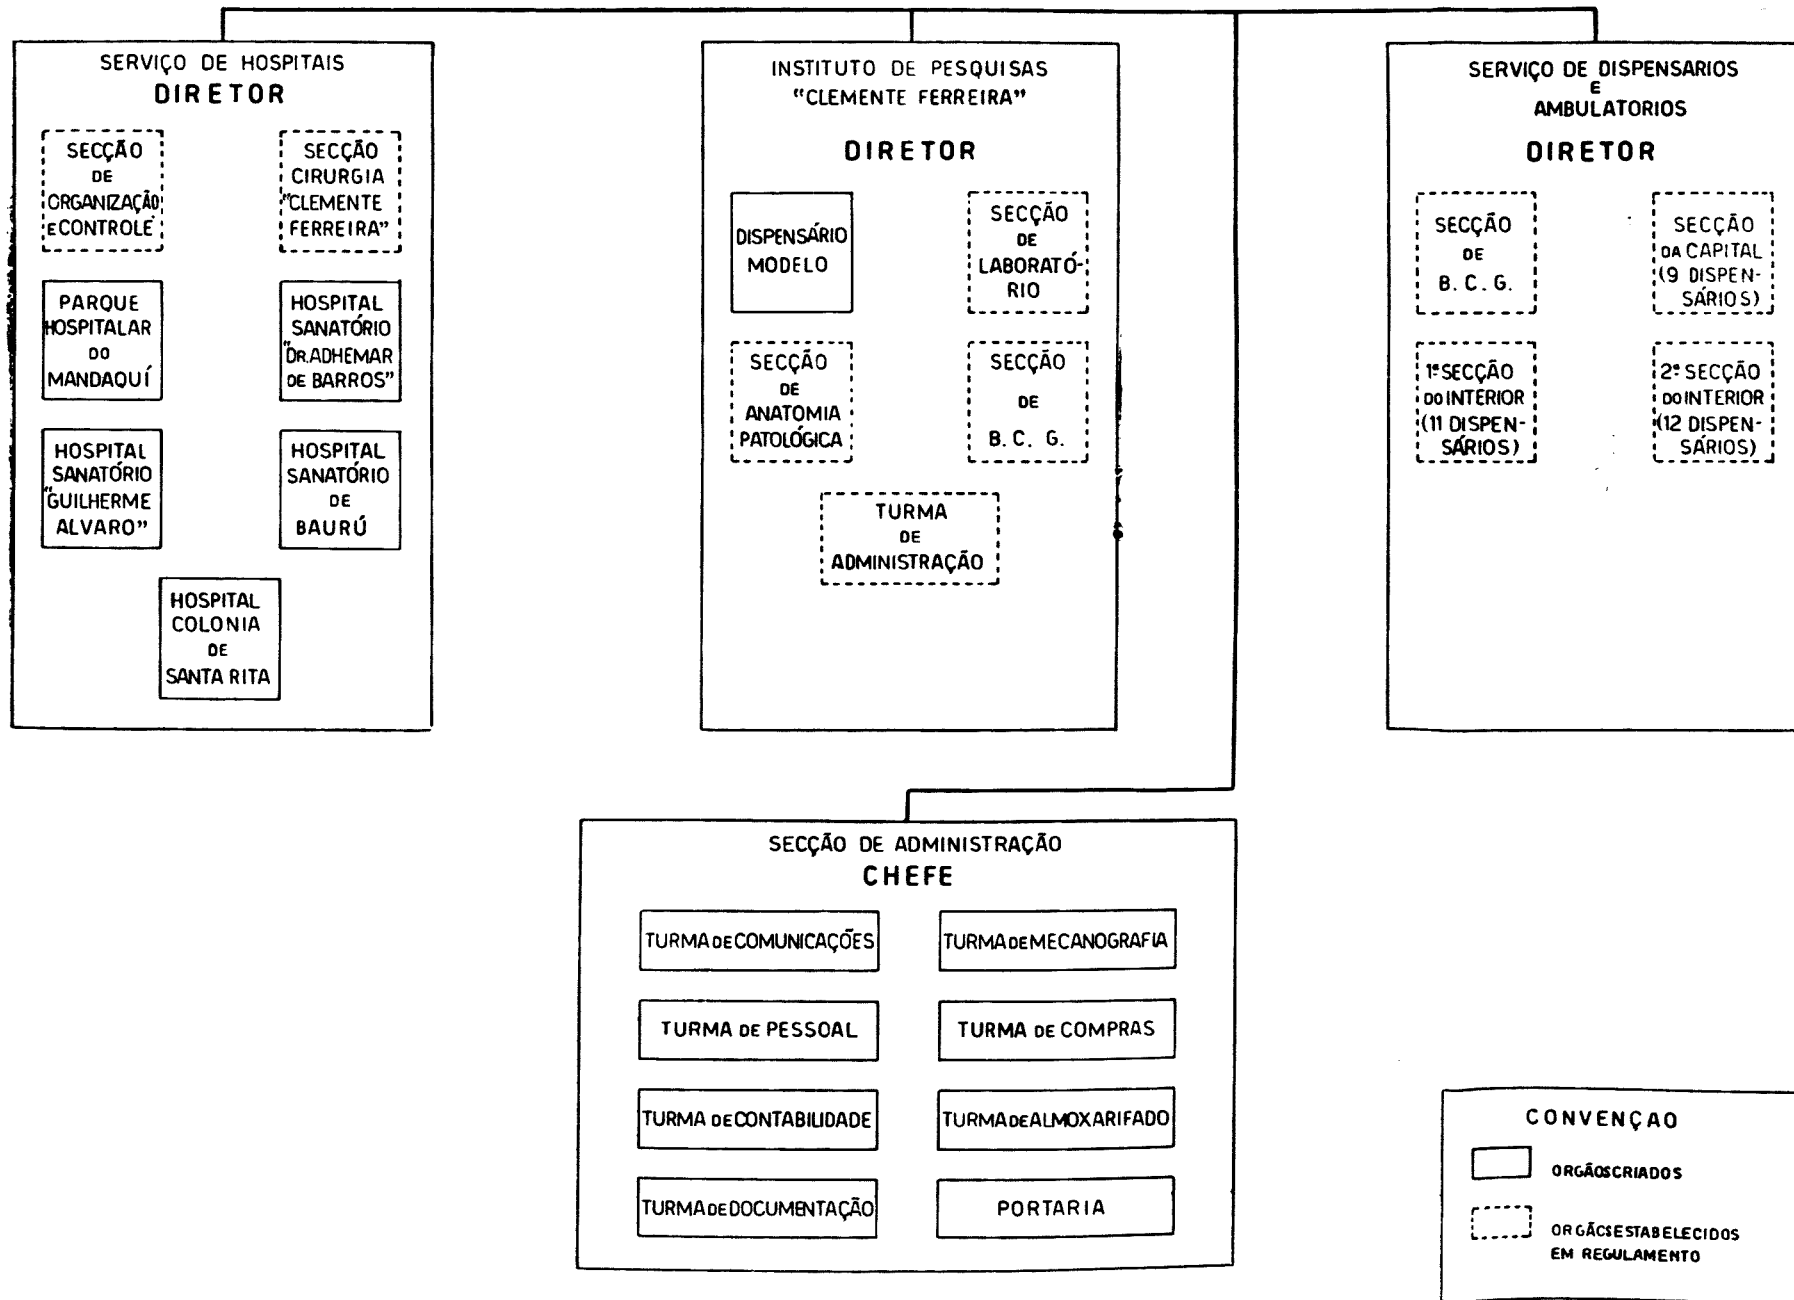 SERVIÇO DE HOSPITAIS
DIRETOR
SECÇÃO
DE
ORGANIZAÇÃO
E CONTROLE
SECÇÃO
CIRURGIA
"CLEMENTE
FERREIRA"
PARQUE
HOSPITALAR
DO
MANDAQUÍ
HOSPITAL
SANATÓRIO
"DR. ADHEMAR
DE BARROS"
HOSPITAL
SANATÓRIO
"GUILHERME
ALVARO"
HOSPITAL
SANATÓRIO
DE
BAURÚ
HOSPITAL
COLONIA
DE
SANTA RITA
INSTITUTO DE PESQUISAS
"CLEMENTE FERREIRA"
DIRETOR
DISPENSÁRIO
MODELO
SECÇÃO
DE
LABORATÓ-
RIO
SECÇÃO
DE
ANATOMIA
PATOLÓGICA
SECÇÃO
DE
B. C. G.
TURMA
DE
ADMINISTRAÇÃO
SERVIÇO DE DISPENSARIOS
E
AMBULATORIOS
DIRETOR
SECÇÃO
DE
B. C. G.
SECÇÃO
DA CAPITAL
(9 DISPEN-
SÁRIOS)
1ª SECÇÃO
DO INTERIOR
(11 DISPEN-
SÁRIOS)
2ª SECÇÃO
DO INTERIOR
(12 DISPEN-
SÁRIOS)
SECÇÃO DE ADMINISTRAÇÃO
CHEFE
TURMA DE COMUNICAÇÕES
TURMA DE MECANOGRAFIA
TURMA DE PESSOAL
TURMA DE COMPRAS
TURMA DE CONTABILIDADE
TURMA DE ALMOXARIFADO
TURMA DE DOCUMENTAÇÃO
PORTARIA
CONVENÇAO
ORGÃOS CRIADOS
ORGÃCS ESTABELECIDOS
EM REGULAMENTO